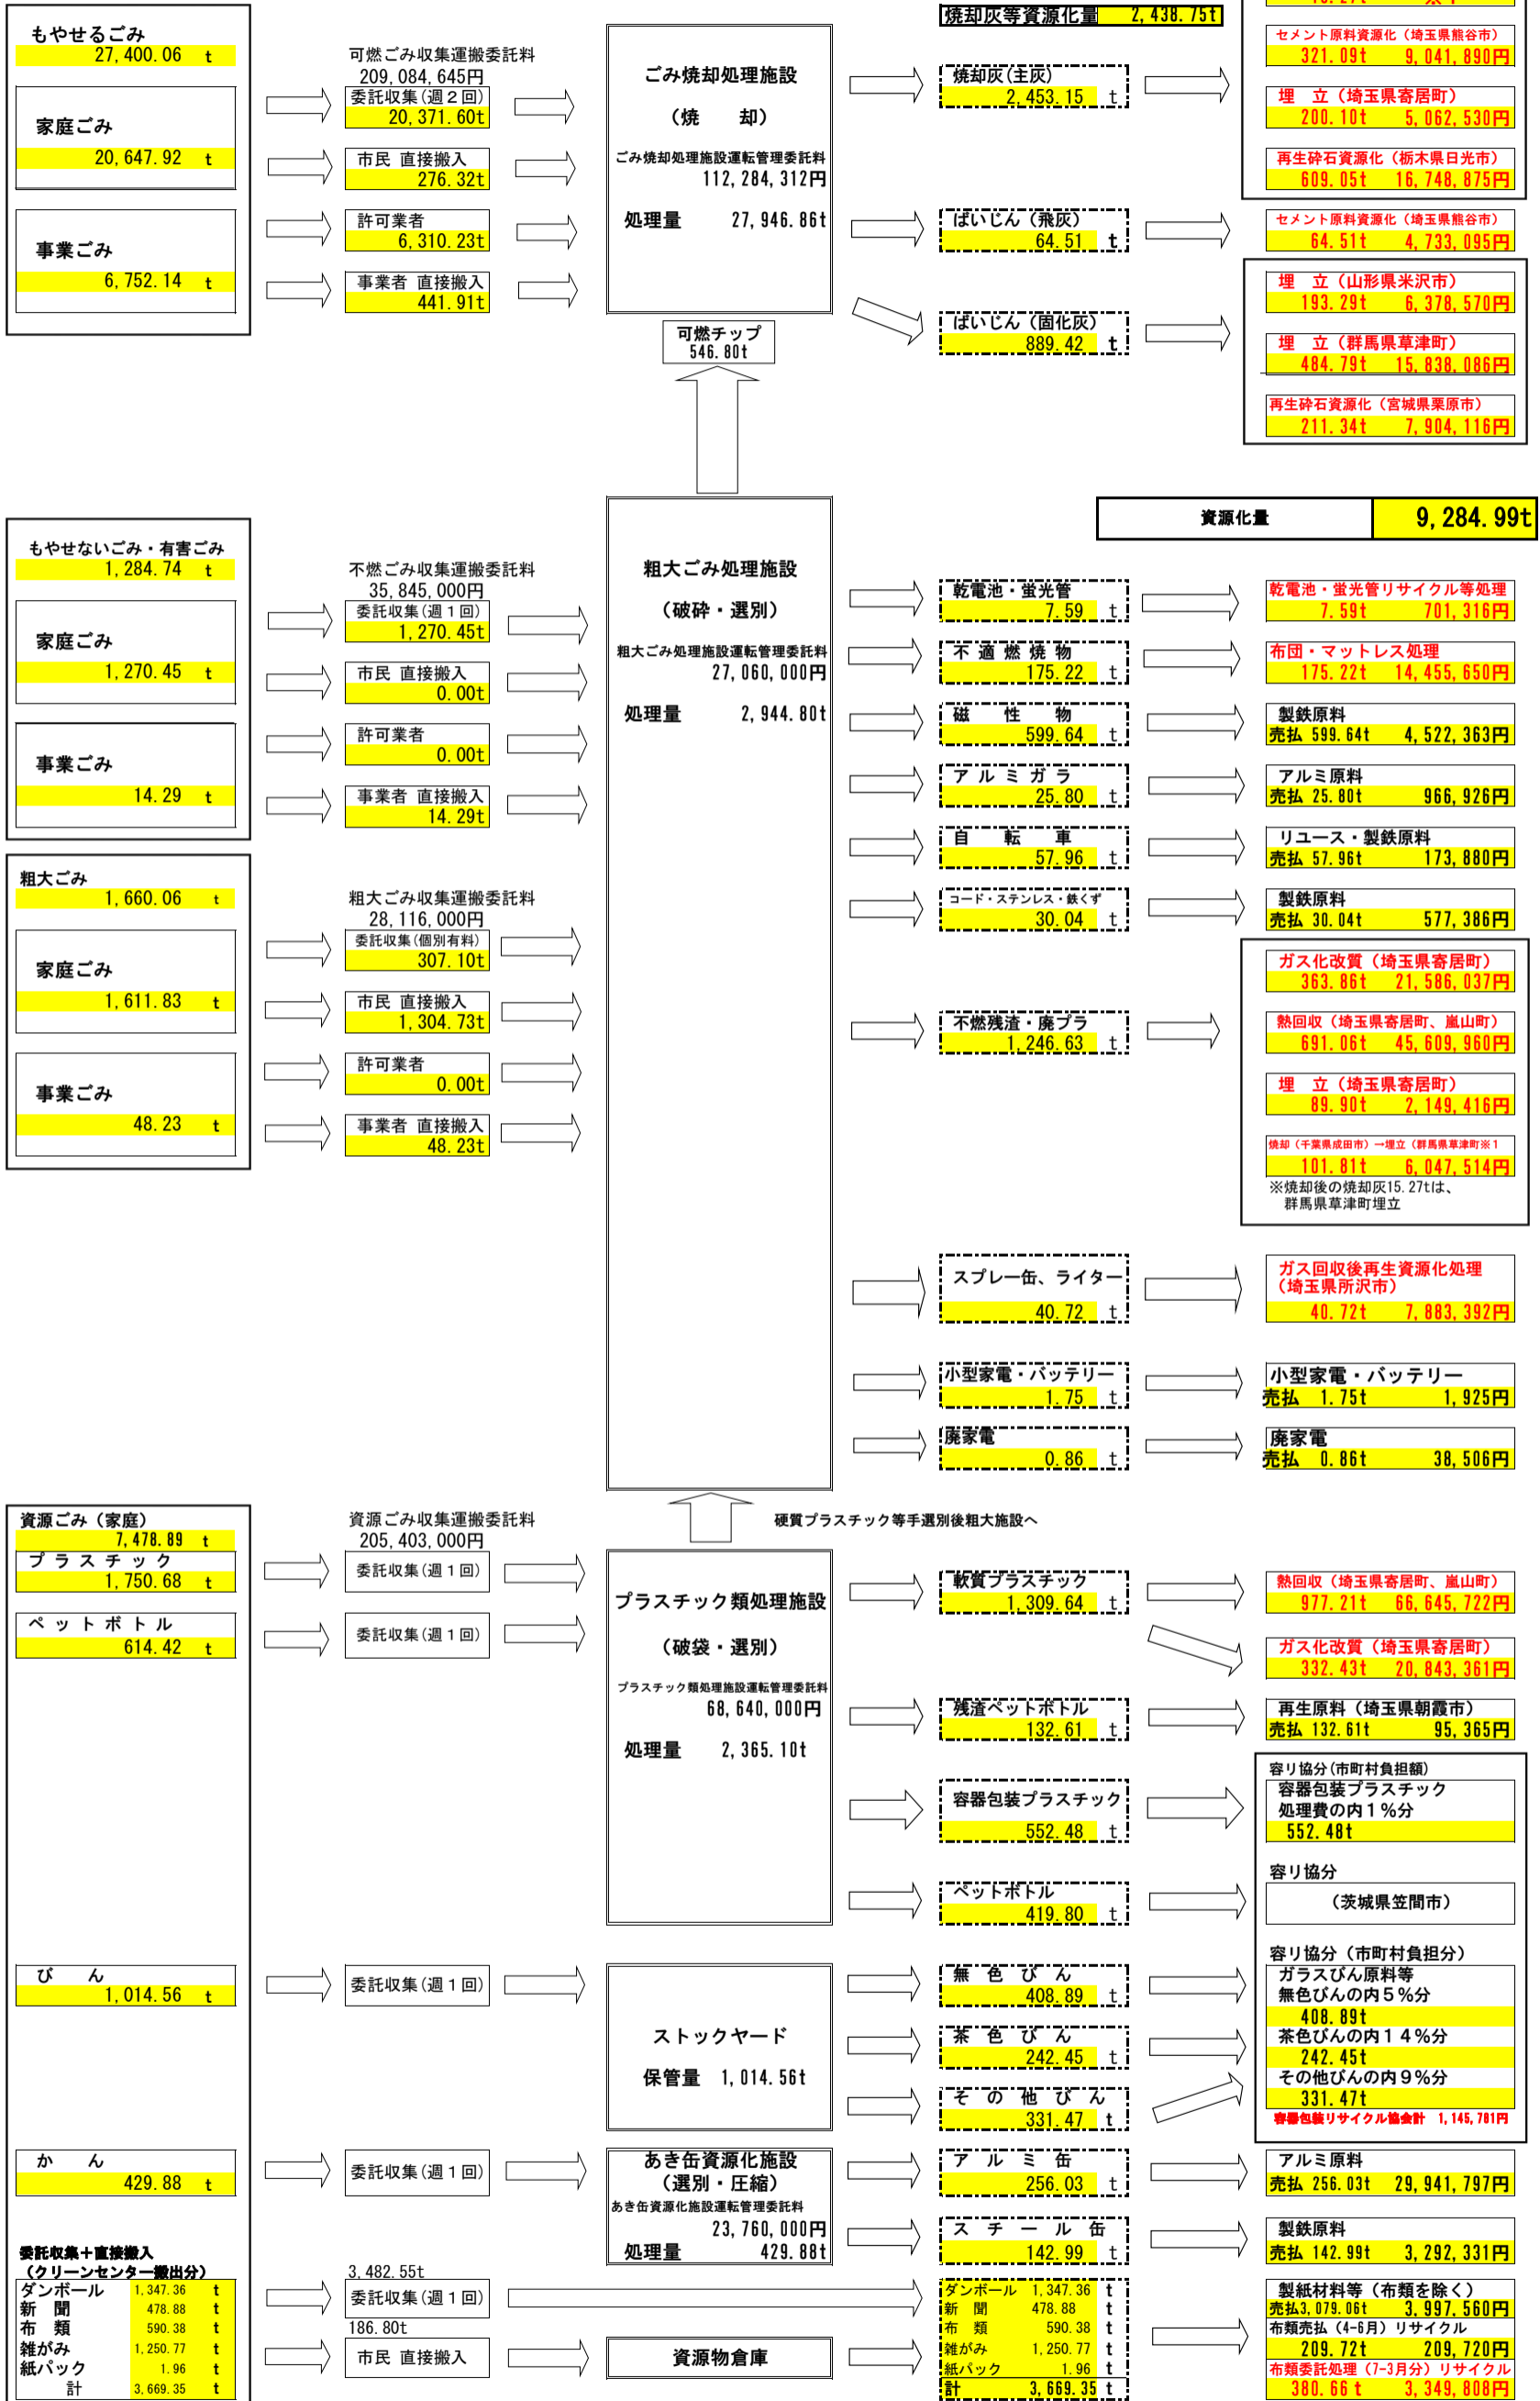 もやせるごみ
27,400.06 t
家庭ごみ
20,647.92 t
事業ごみ
6,752.14 t
可燃ごみ収集運搬委託料
209,084,645円
委託収集(週２回)
20,371.60t
市民 直接搬入
276.32t
許可業者
6,310.23t
事業者 直接搬入
441.91t
ごみ焼却処理施設
（焼　却）
ごみ焼却処理施設運転管理委託料
112,284,312円
処理量 27,946.86t
可燃チップ
546.80t
焼却灰等資源化量 2,438.75t
焼却灰(主灰)
2,453.15 t
ばいじん（飛灰）
64.51 t
ばいじん（固化灰）
889.42 t
セメント原料資源化（埼玉県熊谷市）
321.09t 9,041,890円
埋　立（埼玉県寄居町）
200.10t 5,062,530円
再生砕石資源化（栃木県日光市）
609.05t 16,748,875円
セメント原料資源化（埼玉県熊谷市）
64.51t 4,733,095円
埋　立（山形県米沢市）
193.29t 6,378,570円
埋　立（群馬県草津町）
484.79t 15,838,086円
再生砕石資源化（宮城県栗原市）
211.34t 7,904,116円
資源化量 9,284.99t
もやせないごみ・有害ごみ
1,284.74 t
家庭ごみ
1,270.45 t
事業ごみ
14.29 t
不燃ごみ収集運搬委託料
35,845,000円
委託収集(週１回)
1,270.45t
市民 直接搬入
0.00t
許可業者
0.00t
事業者 直接搬入
14.29t
粗大ごみ
1,660.06 t
家庭ごみ
1,611.83 t
事業ごみ
48.23 t
粗大ごみ収集運搬委託料
28,116,000円
委託収集(個別有料)
307.10t
市民 直接搬入
1,304.73t
許可業者
0.00t
事業者 直接搬入
48.23t
粗大ごみ処理施設
（破砕・選別）
粗大ごみ処理施設運転管理委託料
27,060,000円
処理量 2,944.80t
乾電池・蛍光管
7.59 t
不適燃焼物
175.22 t
磁　性　物
599.64 t
アルミガラ
25.80 t
自　転　車
57.96 t
コード・ステンレス・鉄くず
30.04 t
不燃残渣・廃プラ
1,246.63 t
スプレー缶、ライター
40.72 t
小型家電・バッテリー
1.75 t
廃家電
0.86 t
乾電池・蛍光管リサイクル等処理
7.59t 701,316円
布団・マットレス処理
175.22t 14,455,650円
製鉄原料
売払 599.64t 4,522,363円
アルミ原料
売払 25.80t 966,926円
リユース・製鉄原料
売払 57.96t 173,880円
製鉄原料
売払 30.04t 577,386円
ガス化改質（埼玉県寄居町）
363.86t 21,586,037円
熱回収（埼玉県寄居町、嵐山町）
691.06t 45,609,960円
埋　立（埼玉県寄居町）
89.90t 2,149,416円
焼却（千葉県成田市）→埋立（群馬県草津町※1
101.81t 6,047,514円
※焼却後の焼却灰15.27tは、
群馬県草津町埋立
ガス回収後再生資源化処理
（埼玉県所沢市）
40.72t 7,883,392円
小型家電・バッテリー
売払 1.75t 1,925円
廃家電
売払 0.86t 38,506円
資源ごみ（家庭）
7,478.89 t
プラスチック
1,750.68 t
ペットボトル
614.42 t
び　ん
1,014.56 t
か　ん
429.88 t
委託収集＋直接搬入
（クリーンセンター搬出分）
ダンボール 1,347.36 t
新　聞 478.88 t
布　類 590.38 t
雑がみ 1,250.77 t
紙パック 1.96 t
計 3,669.35 t
資源ごみ収集運搬委託料
205,403,000円
委託収集(週１回)
委託収集(週１回)
委託収集(週１回)
委託収集(週１回)
3,482.55t
委託収集(週１回)
186.80t
市民 直接搬入
硬質プラスチック等手選別後粗大施設へ
プラスチック類処理施設
（破袋・選別）
プラスチック類処理施設運転管理委託料
68,640,000円
処理量 2,365.10t
ストックヤード
保管量 1,014.56t
あき缶資源化施設
（選別・圧縮）
あき缶資源化施設運転管理委託料
23,760,000円
処理量 429.88t
資源物倉庫
軟質プラスチック
1,309.64 t
残渣ペットボトル
132.61 t
容器包装プラスチック
552.48 t
ペットボトル
419.80 t
無色びん
408.89 t
茶色びん
242.45 t
その他びん
331.47 t
アルミ缶
256.03 t
スチール缶
142.99 t
ダンボール 1,347.36 t
新　聞 478.88 t
布　類 590.38 t
雑がみ 1,250.77 t
紙パック 1.96 t
計 3,669.35 t
熱回収（埼玉県寄居町、嵐山町）
977.21t 66,645,722円
ガス化改質（埼玉県寄居町）
332.43t 20,843,361円
再生原料（埼玉県朝霞市）
売払 132.61t 95,365円
容リ協分(市町村負担額)
容器包装プラスチック
処理費の内１％分
552.48t
容リ協分
（茨城県笠間市）
容リ協分（市町村負担分）
ガラスびん原料等
無色びんの内５％分
408.89t
茶色びんの内１４％分
242.45t
その他びんの内９％分
331.47t
容器包装リサイクル協会計 1,145,781円
アルミ原料
売払 256.03t 29,941,797円
製鉄原料
売払 142.99t 3,292,331円
製紙材料等（布類を除く）
売払3,079.06t 3,997,560円
布類売払（4-6月）リサイクル
209.72t 209,720円
布類委託処理（7-3月分）リサイクル
380.66t 3,349,808円